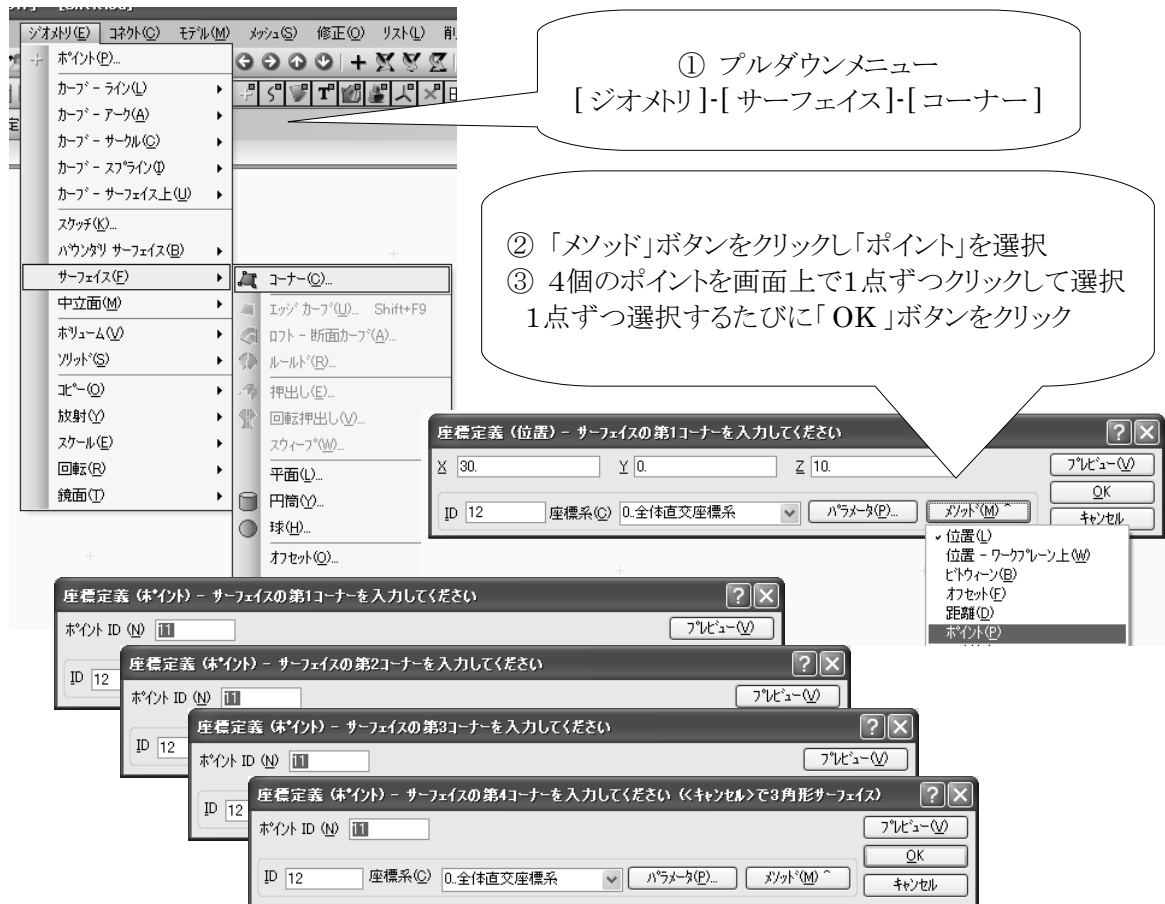 ジオメトリ(E) コネクト(C) モデル(M) メッシュ(S) 修正(O) リスト(L)
ポイント(P)...
カーブ - ライン(L)
カーブ - アーク(A)
カーブ - サークル(C)
カーブ - スプライン(I)
カーブ - サーフェイス上(U)
スケッチ(K)...
バウンダリ サーフェイス(B)
サーフェイス(F)
中立面(M)
ボリューム(V)
ソリッド(S)
コピー(O)
放射(Y)
スケール(E)
回転(R)
鏡面(T)
コーナー(C)...
エッジ カーブ(U)... Shift+F9
ロフト - 断面カーブ(A)...
ルールド(R)...
押出し(E)...
回転押出し(V)...
スウィープ(W)...
平面(L)...
円筒(Y)...
球(H)...
オフセット(O)...
① プルダウンメニュー
[ジオメトリ]-[サーフェイス]-[コーナー]
② 「メソッド」ボタンをクリックし「ポイント」を選択
③ 4個のポイントを画面上で1点ずつクリックして選択
1点ずつ選択するたびに「OK」ボタンをクリック
座標定義 (位置) - サーフェイスの第1コーナーを入力してください
X 30. Y 0. Z 10. プレビュー(V)
OK
ID 12 座標系(C) 0..全体直交座標系 パラメータ(P)... メソッド(M) ^ キャンセル
位置(L)
位置 - ワークプレーン上(W)
ビトウィーン(B)
オフセット(F)
距離(D)
ポイント(P)
座標定義 (ポイント) - サーフェイスの第1コーナーを入力してください
ポイント ID (N) i1 プレビュー(V)
ID 12
座標定義 (ポイント) - サーフェイスの第2コーナーを入力してください
ポイント ID (N) i1 プレビュー(V)
ID 12
座標定義 (ポイント) - サーフェイスの第3コーナーを入力してください
ポイント ID (N) i1 プレビュー(V)
ID 12
座標定義 (ポイント) - サーフェイスの第4コーナーを入力してください (<キャンセル>で3角形サーフェイス)
ポイント ID (N) i1 プレビュー(V)
OK
ID 12 座標系(C) 0..全体直交座標系 パラメータ(P)... メソッド(M) ^ キャンセル